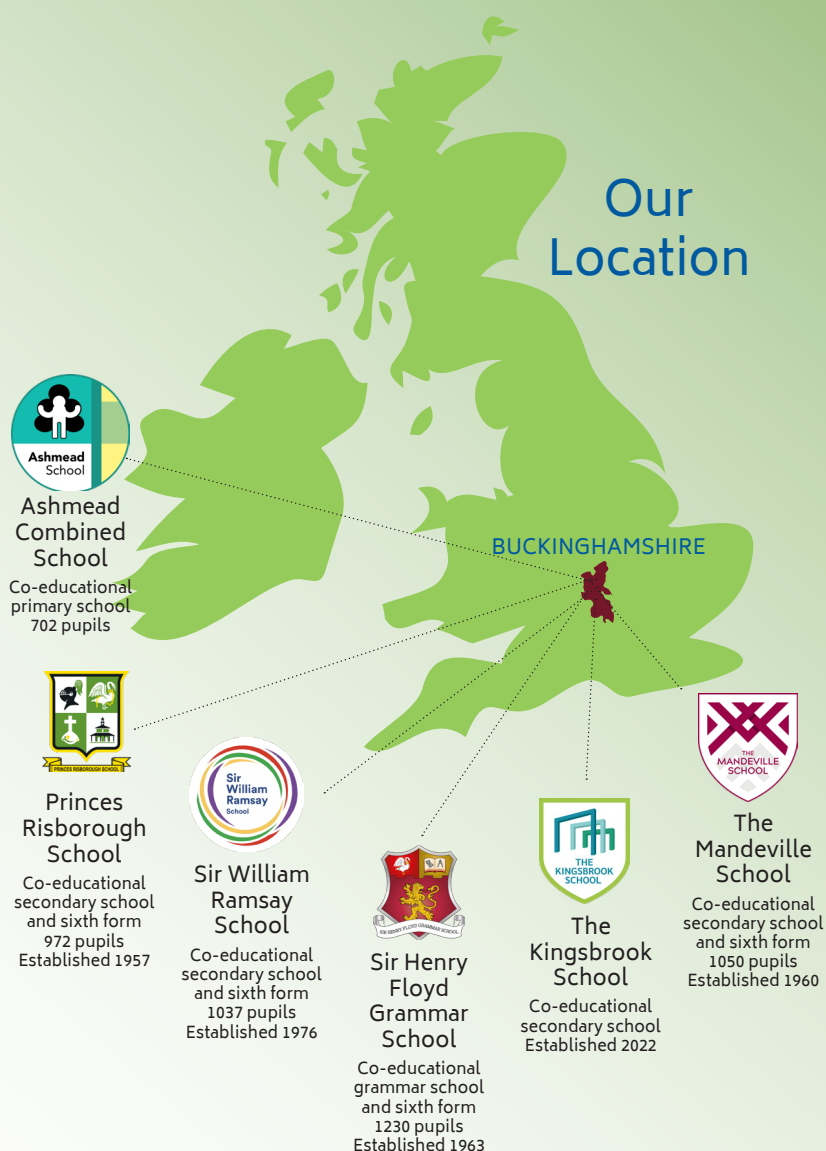 Our
Location
BUCKINGHAMSHIRE
Ashmead
School
Ashmead
Combined
School
Co-educational
primary school
702 pupils
PRINCES RISBOROUGH SCHOOL
Princes
Risborough
School
Co-educational
secondary school
and sixth form
972 pupils
Established 1957
Sir
William
Ramsay
School
Sir William
Ramsay
School
Co-educational
secondary school
and sixth form
1037 pupils
Established 1976
SIR HENRY FLOYD GRAMMAR SCHOOL
Sir Henry
Floyd
Grammar
School
Co-educational
grammar school
and sixth form
1230 pupils
Established 1963
THE
KINGSBROOK
SCHOOL
The
Kingsbrook
School
Co-educational
secondary school
Established 2022
THE
MANDEVILLE
SCHOOL
The
Mandeville
School
Co-educational
secondary school
and sixth form
1050 pupils
Established 1960